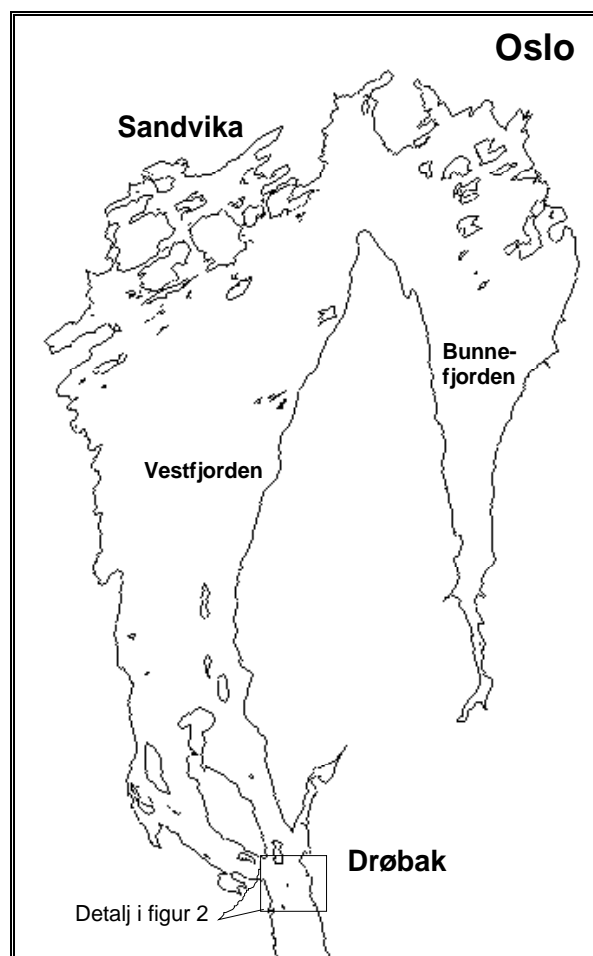 Oslo
Sandvika
Bunne-
fjorden
Vestfjorden
Drøbak
Detalj i figur 2